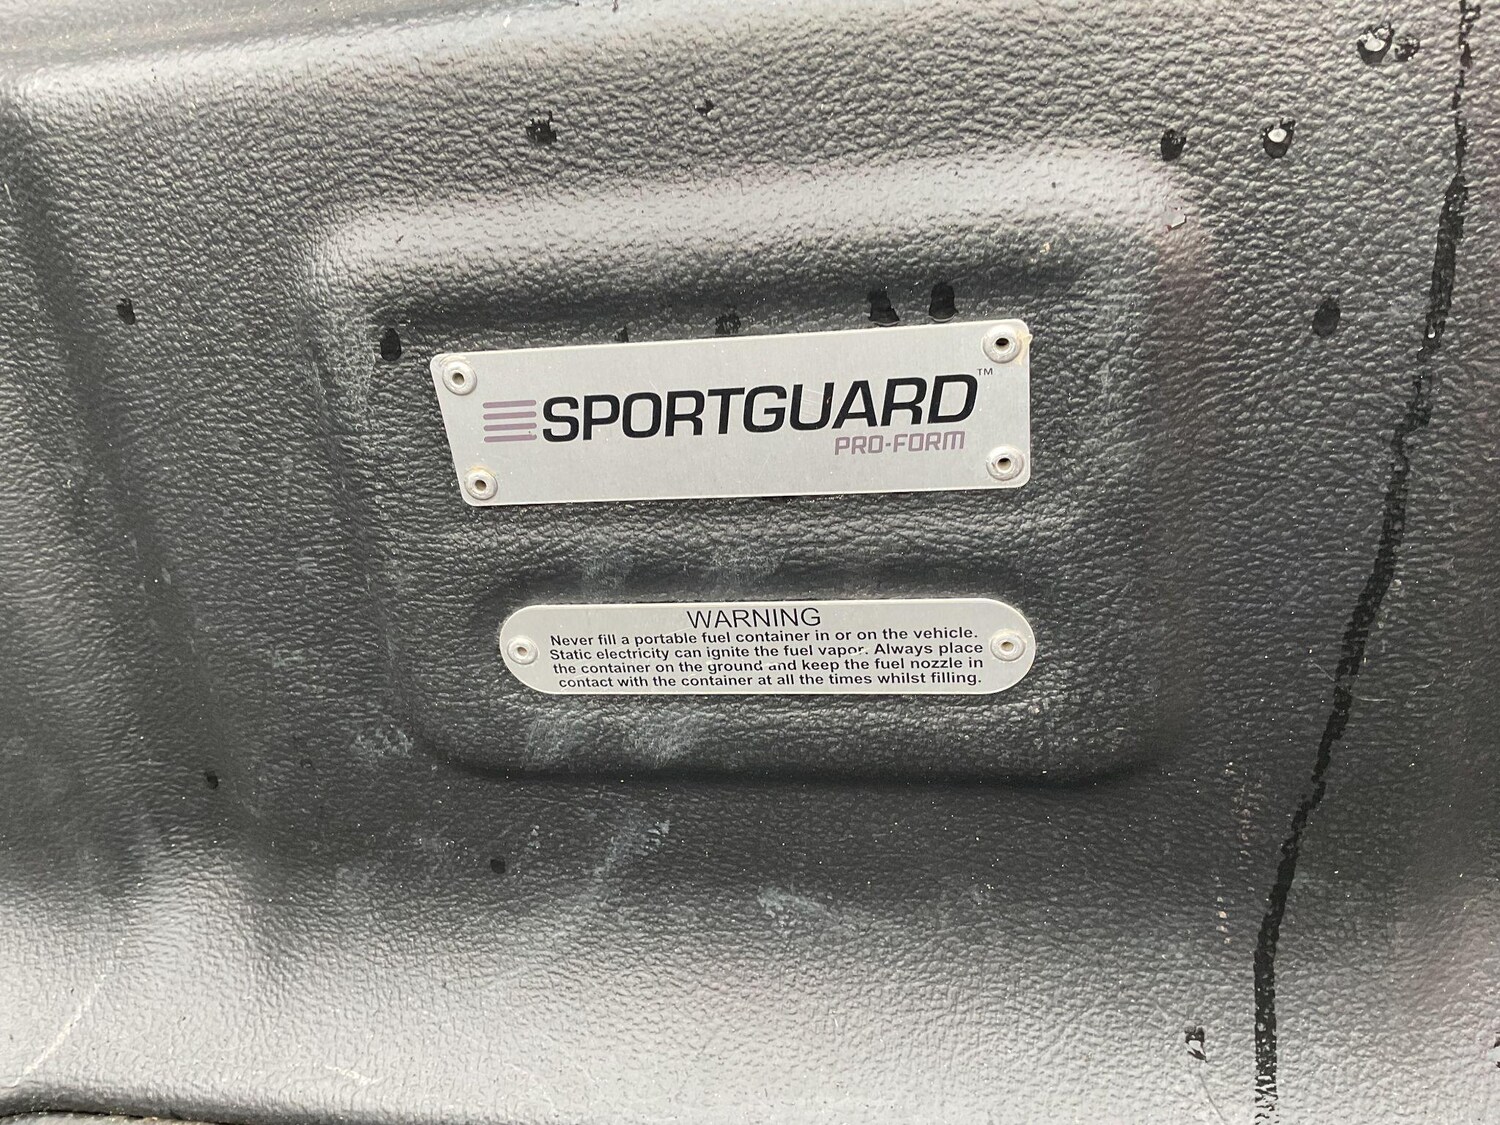 SPORTGUARD™
PRO-FORM
WARNING
Never fill a portable fuel container in or on the vehicle.
Static electricity can ignite the fuel vapor. Always place
the container on the ground and keep the fuel nozzle in
contact with the container at all the times whilst filling.